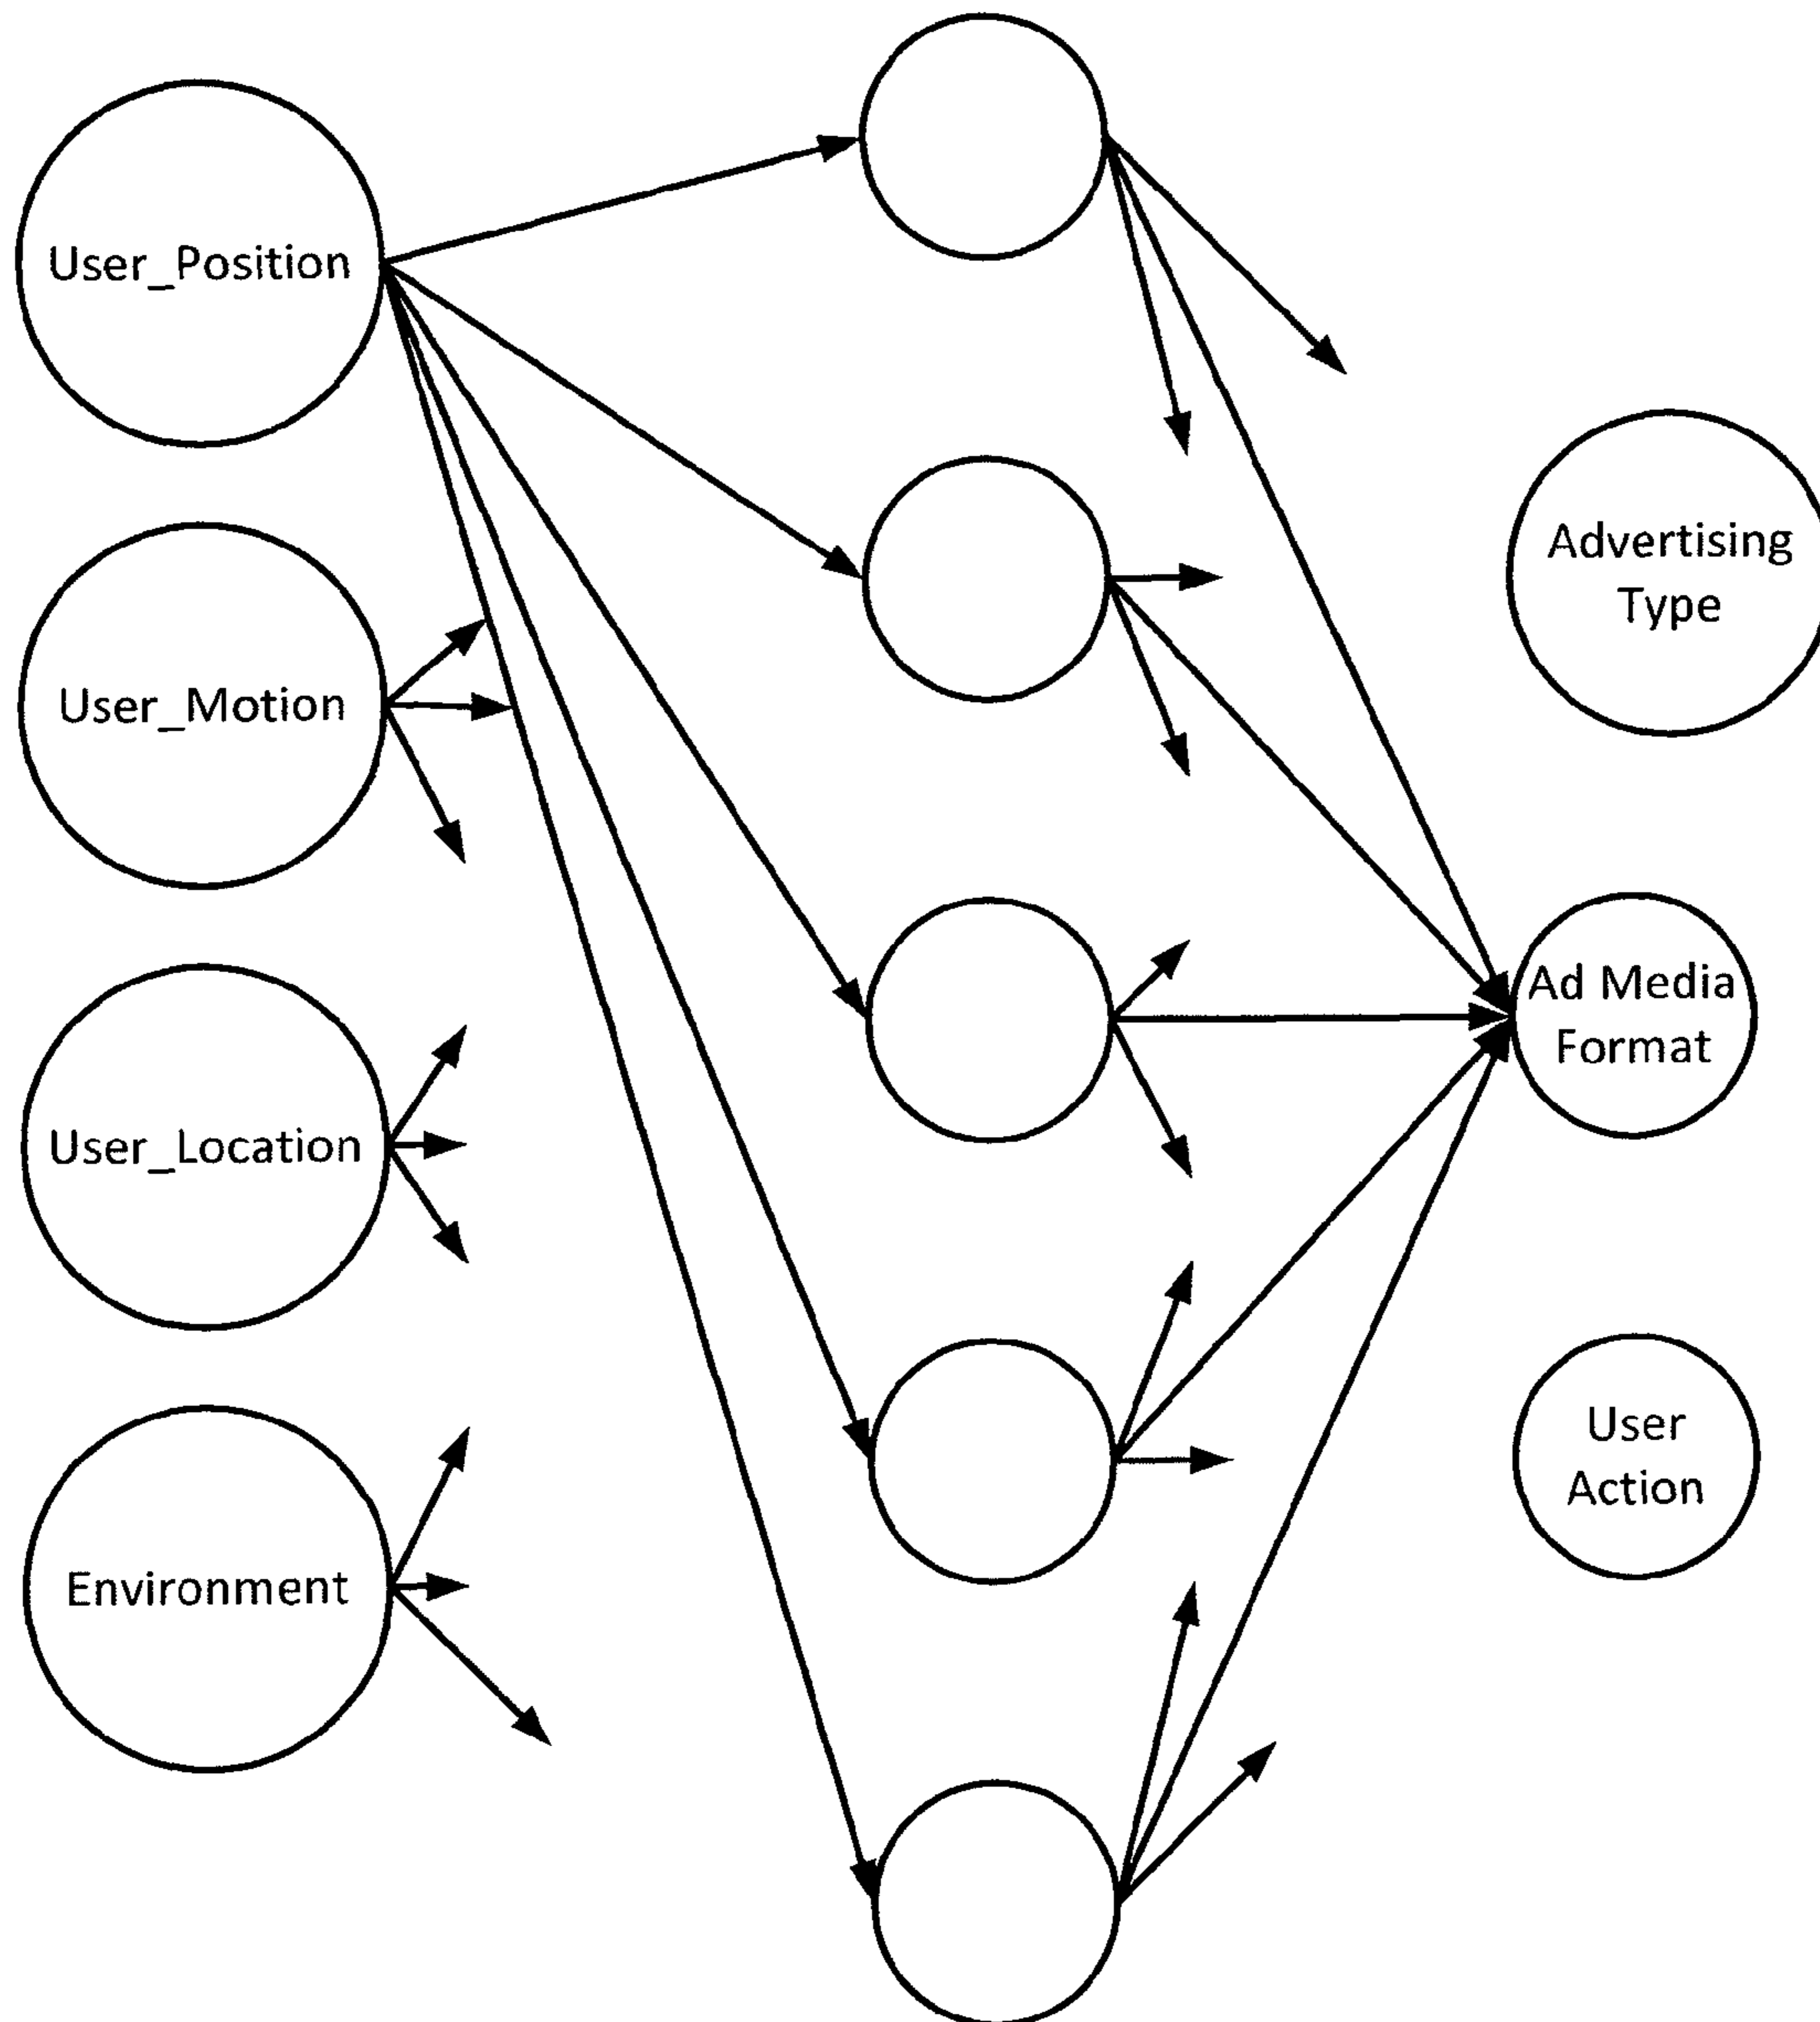 User_Position
User_Motion
User_Location
Environment
Advertising
Type
Ad Media
Format
User
Action